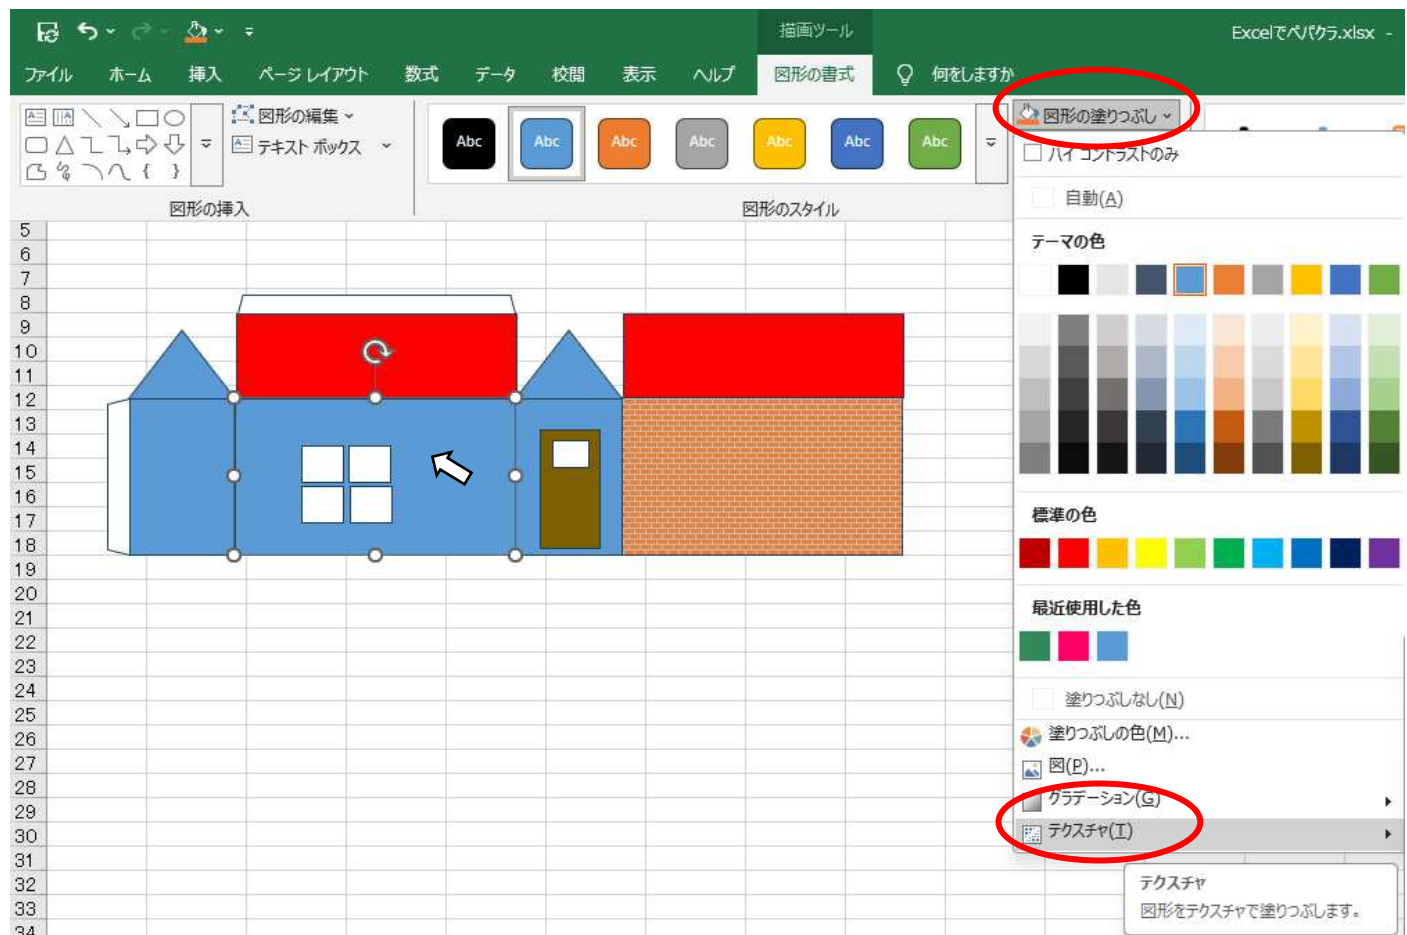 描画ツール
Excelでペパクラ.xlsx -
ファイル ホーム 挿入 ページ レイアウト 数式 データ 校閲 表示 ヘルプ 図形の書式 何をしますか
図形の編集
テキスト ボックス
Abc Abc Abc Abc Abc Abc Abc
図形の塗りつぶし
図形の挿入
図形のスタイル
ハイ コントラストのみ
自動(A)
テーマの色
標準の色
最近使用した色
塗りつぶしなし(N)
塗りつぶしの色(M)...
図(P)...
グラデーション(G)
テクスチャ(T)
テクスチャ
図形をテクスチャで塗りつぶします。
5
6
7
8
9
10
11
12
13
14
15
16
17
18
19
20
21
22
23
24
25
26
27
28
29
30
31
32
33
34